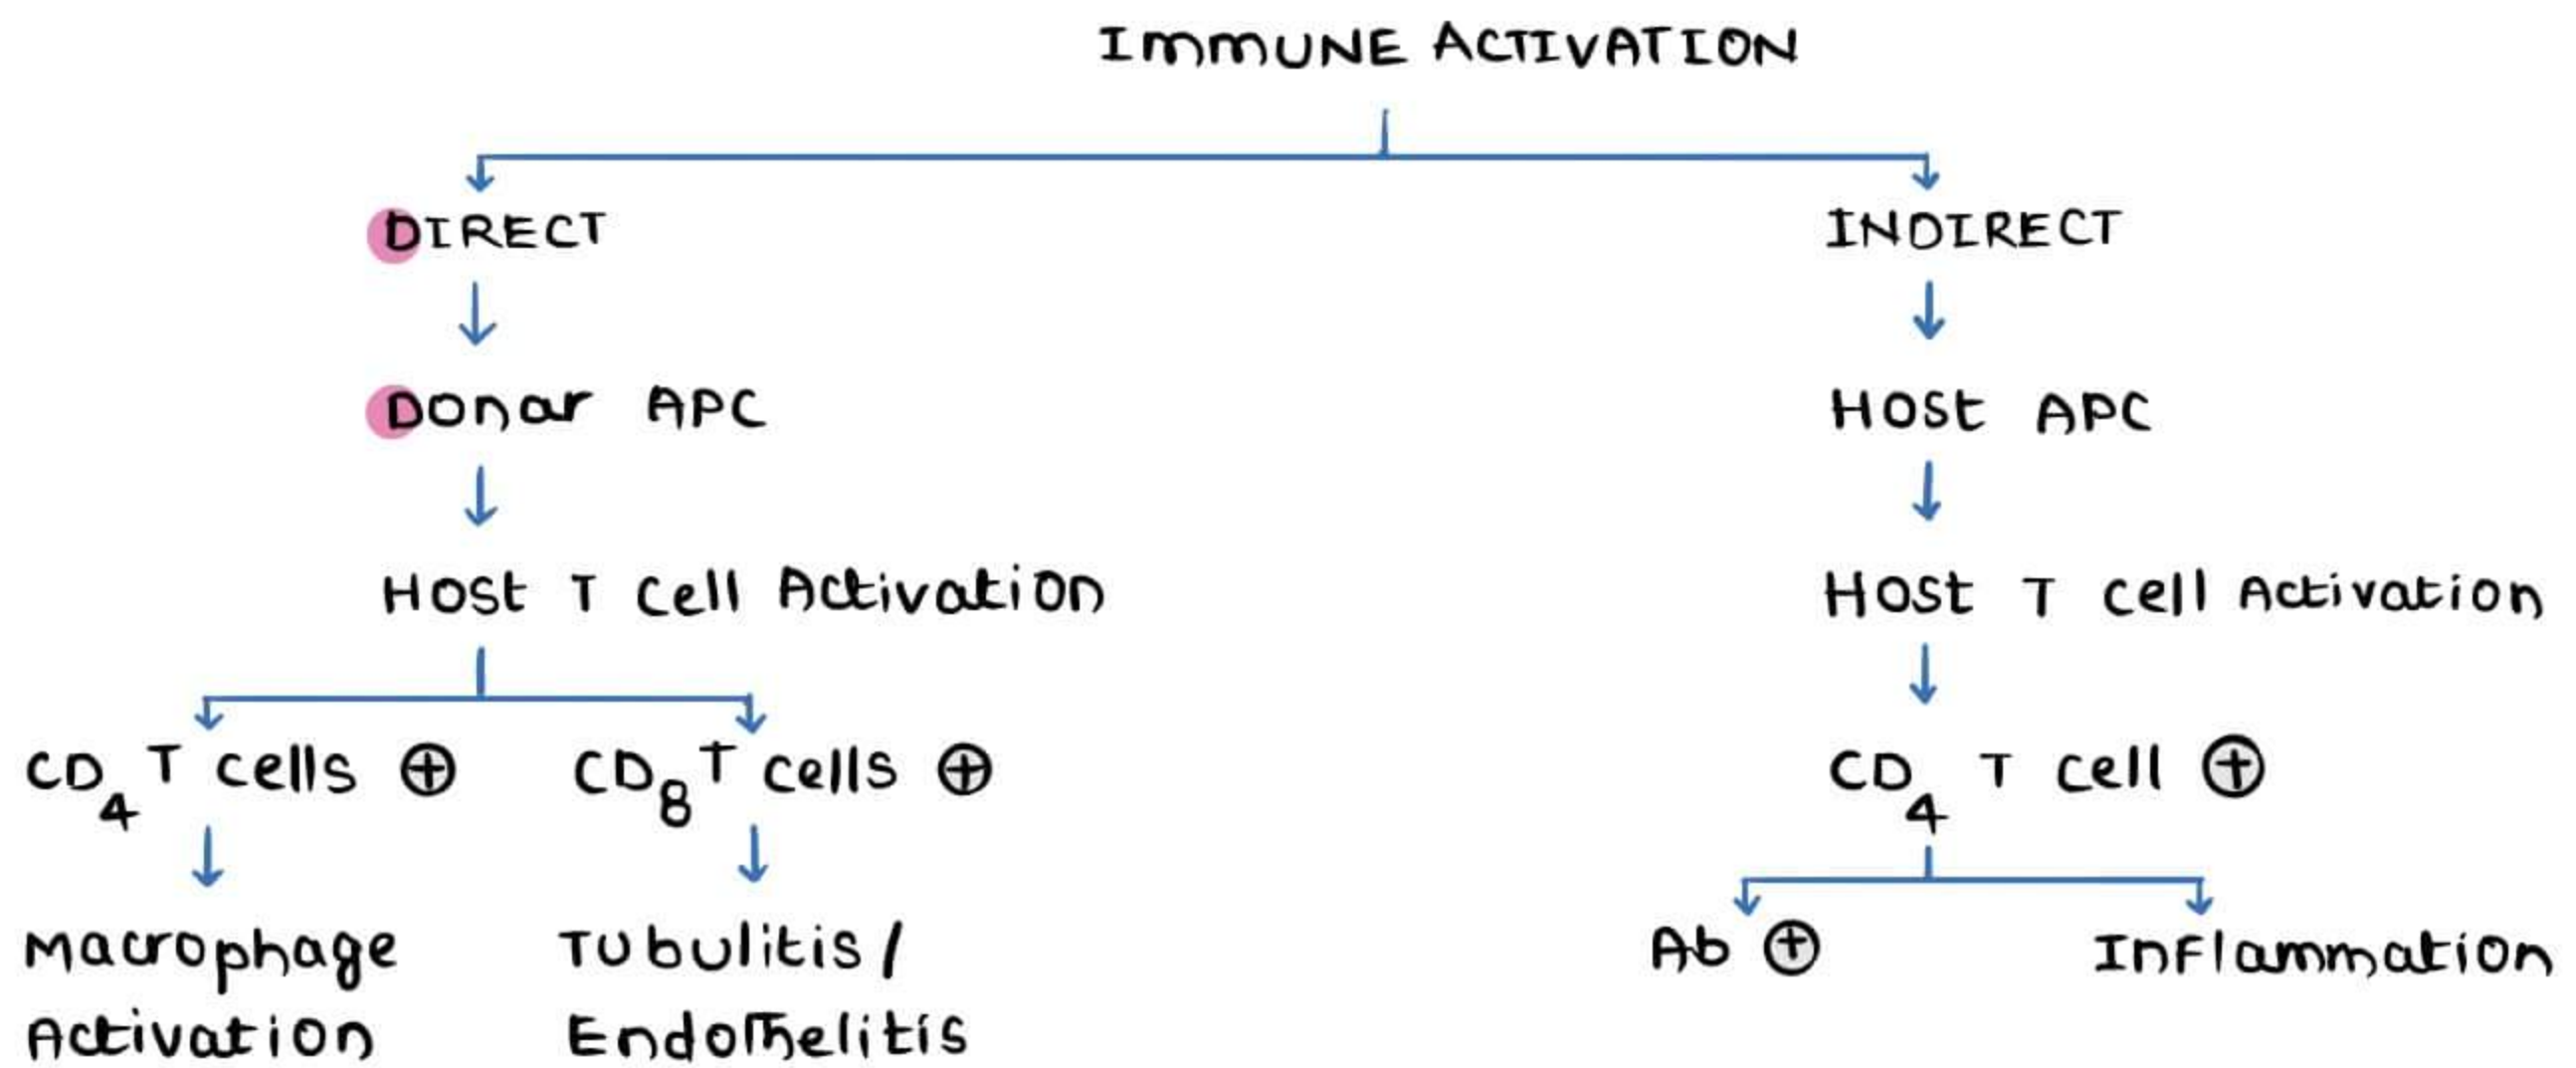 IMMUNE ACTIVATION
DIRECT
INDIRECT
Donar APC
HOST APC
HOST T cell Activation
HOST T cell Activation
CD4 T cells ⊕
CD8 T cells ⊕
CD4 T cell ⊕
Macrophage
Activation
Tubulitis /
Endothelitis
Ab ⊕
Inflammation